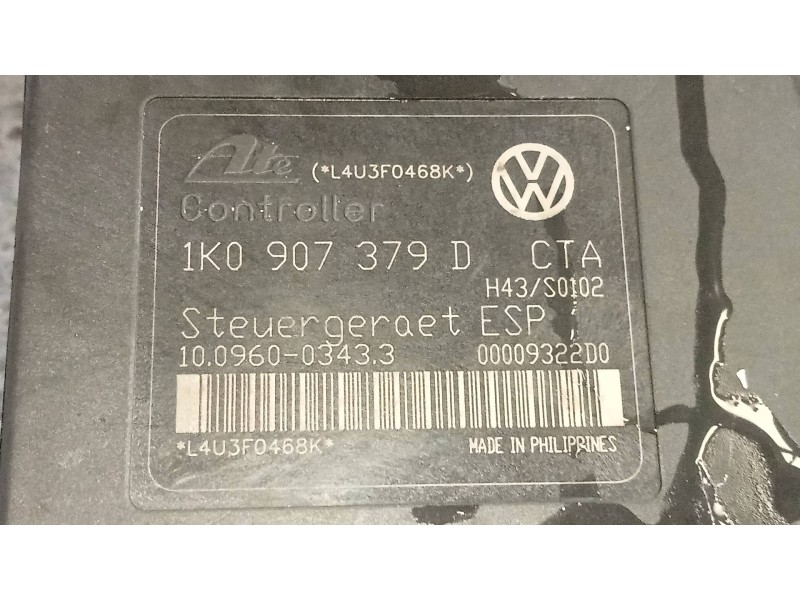 Ate (*L4U3F0468K*)
Controller
1K0 907 379 D CTA
H43/S0102
Steuergeraet ESP
10.0960-0343.3 00009322D0
*L4U3F0468K* MADE IN PHILIPPINES